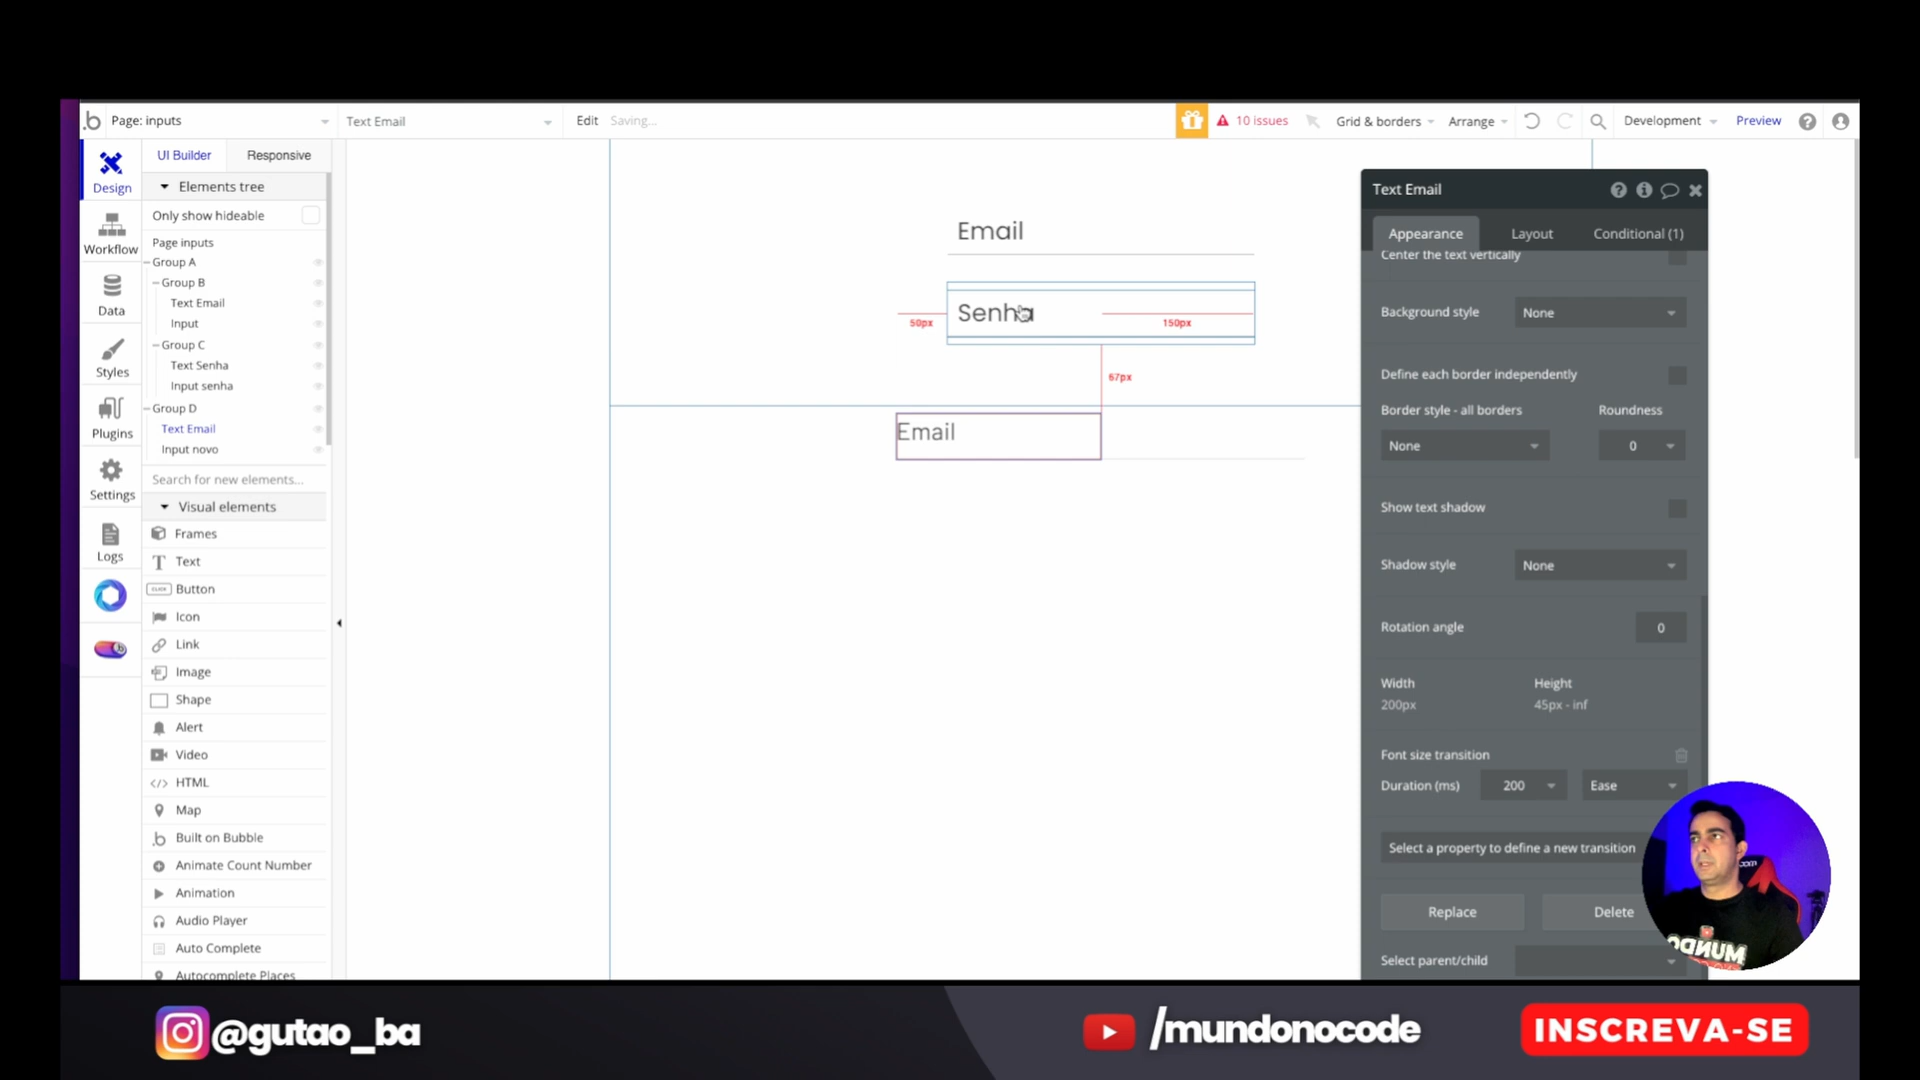 Page: inputs
Text Email
Edit
Saving...
10 issues
Grid & borders
Arrange
Development
Preview
Design
Workflow
Data
Styles
Plugins
Settings
Logs
UI Builder
Responsive
Elements tree
Only show hideable
Page inputs
Group A
Group B
Text Email
Input
Group C
Text Senha
Input senha
Group D
Text Email
Input novo
Search for new elements...
Visual elements
Frames
Text
CLICK Button
Icon
Link
Image
Shape
Alert
Video
HTML
Map
Built on Bubble
Animate Count Number
Animation
Audio Player
Auto Complete
Autocomplete Places
Email
Senha
50px
150px
67px
Email
Text Email
Appearance
Layout
Conditional (1)
Center the text vertically
Background style
None
Define each border independently
Border style - all borders
Roundness
None
0
Show text shadow
Shadow style
None
Rotation angle
0
Width
Height
200px
45px - inf
Font size transition
Duration (ms)
200
Ease
Select a property to define a new transition
Replace
Delete
Select parent/child
@gutao_ba
/mundonocode
INSCREVA-SE